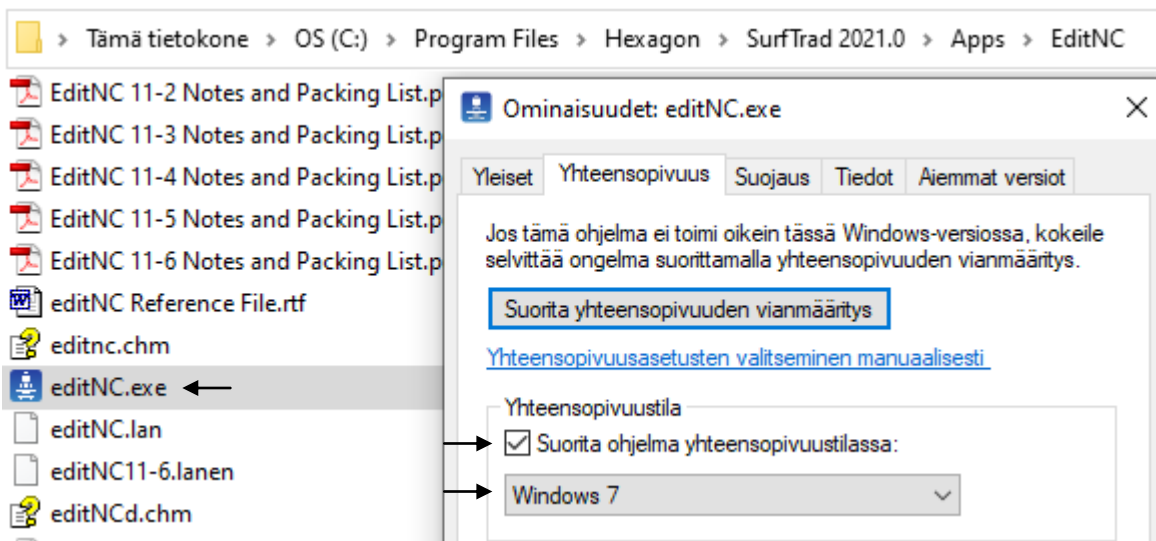 Tämä tietokone > OS (C:) > Program Files > Hexagon > SurfTrad 2021.0 > Apps > EditNC
EditNC 11-2 Notes and Packing List.p
EditNC 11-3 Notes and Packing List.p
EditNC 11-4 Notes and Packing List.p
EditNC 11-5 Notes and Packing List.p
EditNC 11-6 Notes and Packing List.p
editNC Reference File.rtf
editnc.chm
editNC.exe
editNC.lan
editNC11-6.lanen
editNCd.chm
Ominaisuudet: editNC.exe
Yleiset Yhteensopivuus Suojaus Tiedot Aiemmat versiot
Jos tämä ohjelma ei toimi oikein tässä Windows-versiossa, kokeile
selvittää ongelma suorittamalla yhteensopivuuden vianmääritys.
Suorita yhteensopivuuden vianmääritys
Yhteensopivuusasetusten valitseminen manuaalisesti
Yhteensopivuustila
Suorita ohjelma yhteensopivuustilassa:
Windows 7